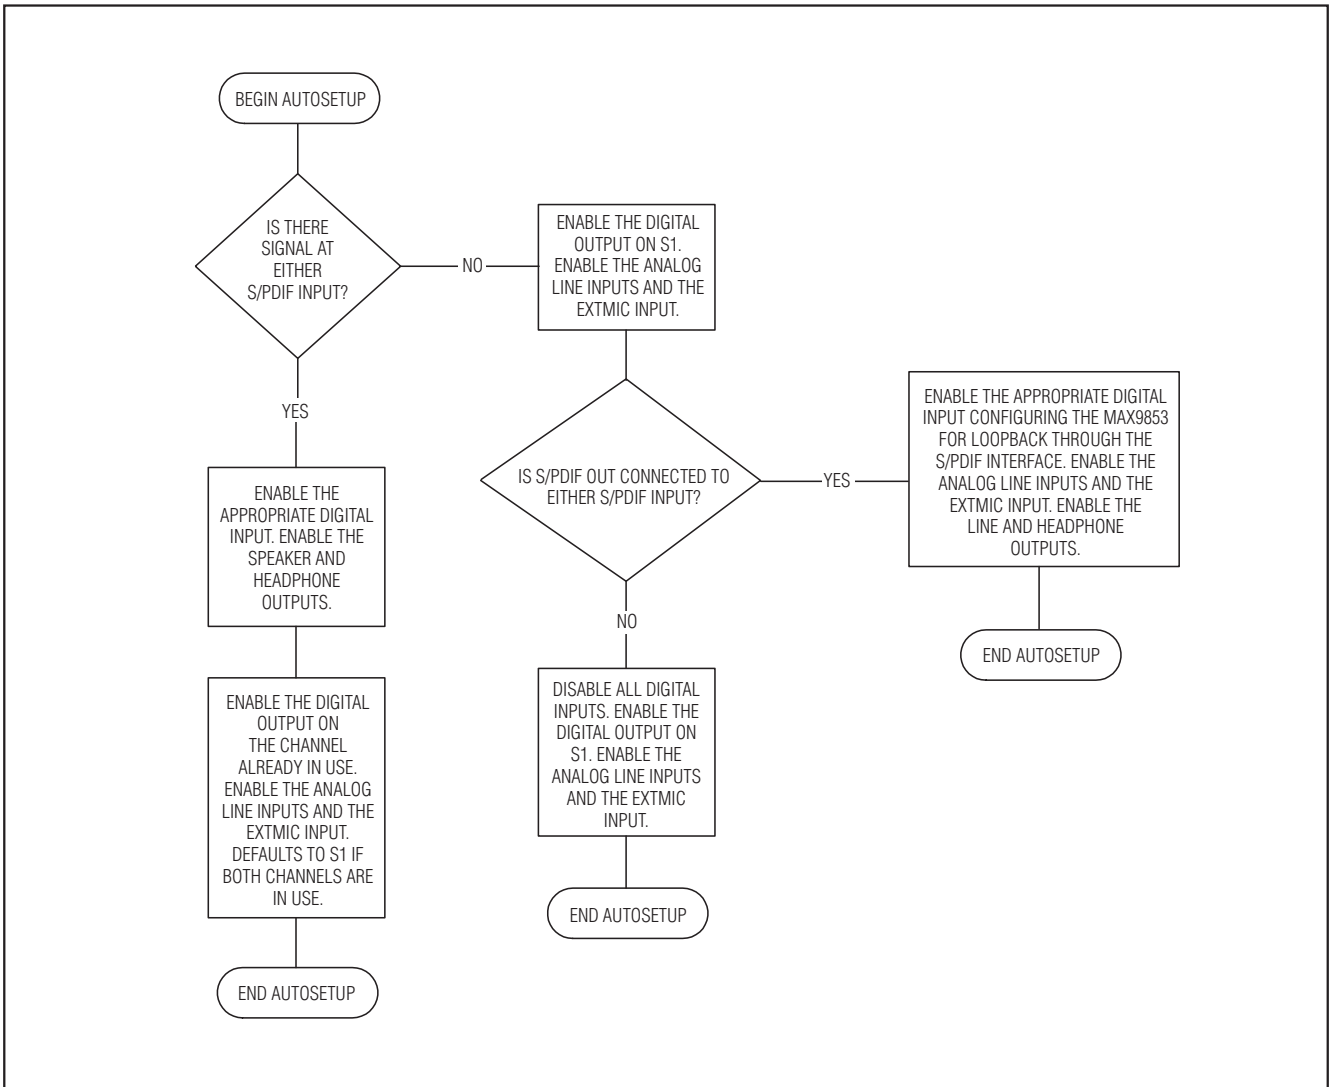 BEGIN AUTOSETUP
IS THERE
SIGNAL AT
EITHER
S/PDIF INPUT?
NO
ENABLE THE DIGITAL
OUTPUT ON S1.
ENABLE THE ANALOG
LINE INPUTS AND THE
EXTMIC INPUT.
YES
ENABLE THE
APPROPRIATE DIGITAL
INPUT. ENABLE THE
SPEAKER AND
HEADPHONE
OUTPUTS.
ENABLE THE DIGITAL
OUTPUT ON
THE CHANNEL
ALREADY IN USE.
ENABLE THE ANALOG
LINE INPUTS AND THE
EXTMIC INPUT.
DEFAULTS TO S1 IF
BOTH CHANNELS ARE
IN USE.
END AUTOSETUP
IS S/PDIF OUT CONNECTED TO
EITHER S/PDIF INPUT?
YES
ENABLE THE APPROPRIATE DIGITAL
INPUT CONFIGURING THE MAX9853
FOR LOOPBACK THROUGH THE
S/PDIF INTERFACE. ENABLE THE
ANALOG LINE INPUTS AND THE
EXTMIC INPUT. ENABLE THE
LINE AND HEADPHONE
OUTPUTS.
END AUTOSETUP
NO
DISABLE ALL DIGITAL
INPUTS. ENABLE THE
DIGITAL OUTPUT ON
S1. ENABLE THE
ANALOG LINE INPUTS
AND THE EXTMIC
INPUT.
END AUTOSETUP